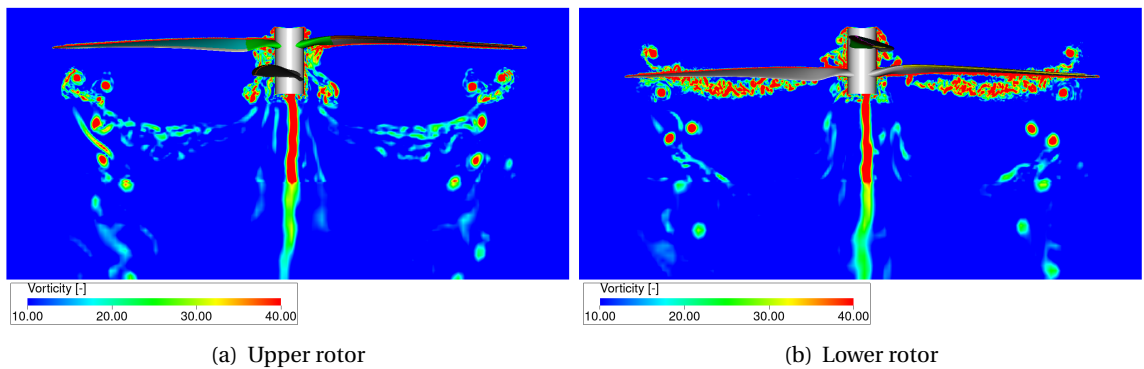 Vorticity [-]
10.00 20.00 30.00 40.00
(a) Upper rotor
Vorticity [-]
10.00 20.00 30.00 40.00
(b) Lower rotor